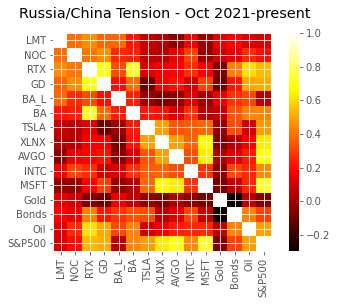 Russia/China Tension - Oct 2021-present
LMT
NOC
RTX
GD
BA_L
BA
TSLA
XLNX
AVGO
INTC
MSFT
Gold
Bonds
Oil
S&P500
LMT
NOC
RTX
GD
BA_L
BA
TSLA
XLNX
AVGO
INTC
MSFT
Gold
Bonds
Oil
S&P500
1.0
0.8
0.6
0.4
0.2
0.0
−0.2